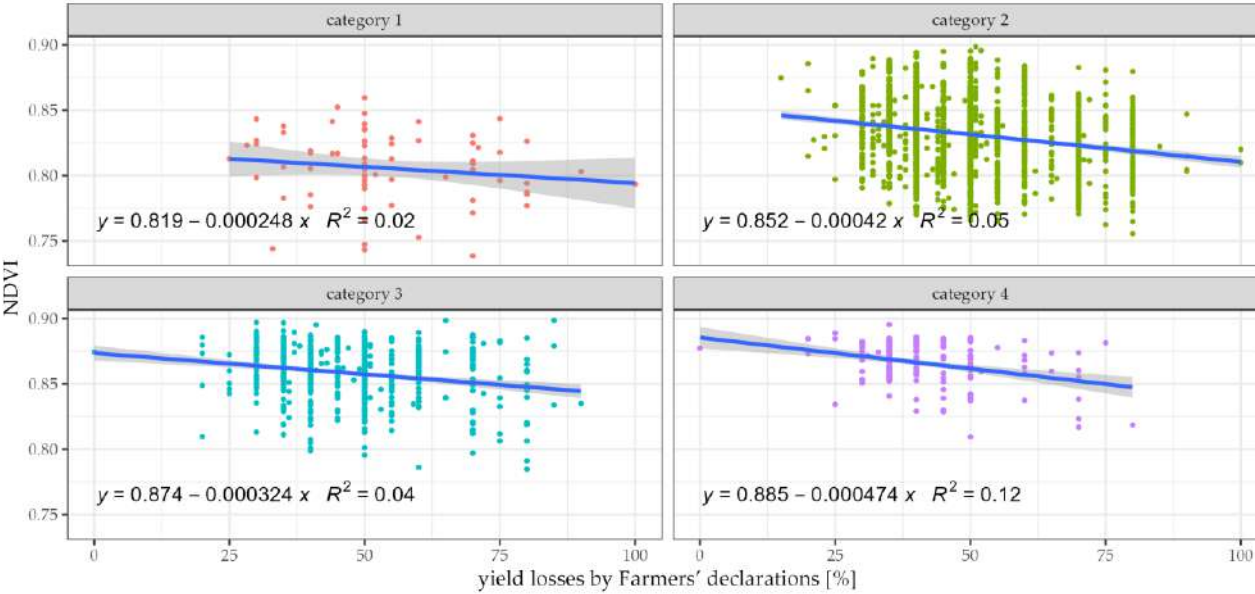 category 1
category 2
0.90
0.85
0.80
0.75
y = 0.819 − 0.000248 x R² = 0.02
y = 0.852 − 0.00042 x R² = 0.05
NDVI
category 3
category 4
0.90
0.85
0.80
0.75
y = 0.874 − 0.000324 x R² = 0.04
y = 0.885 − 0.000474 x R² = 0.12
0 25 50 75 100 0 25 50 75 100
yield losses by Farmers' declarations [%]